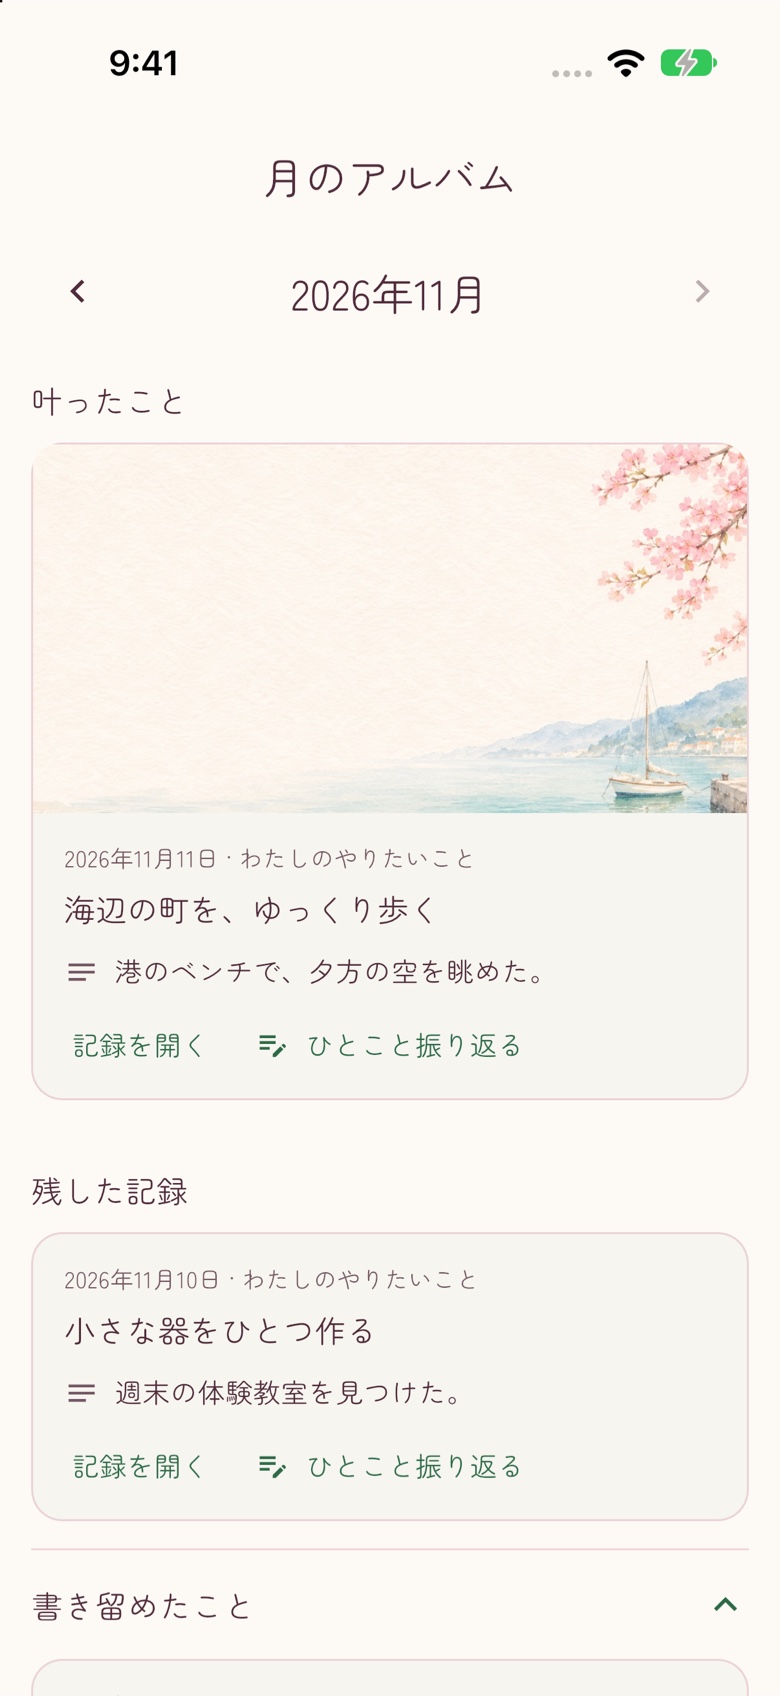 9:41
月のアルバム
2026年11月
叶ったこと
2026年11月11日・わたしのやりたいこと
海辺の町を、ゆっくり歩く
港のベンチで、夕方の空を眺めた。
記録を開く ひとこと振り返る
残した記録
2026年11月10日・わたしのやりたいこと
小さな器をひとつ作る
週末の体験教室を見つけた。
記録を開く ひとこと振り返る
書き留めたこと